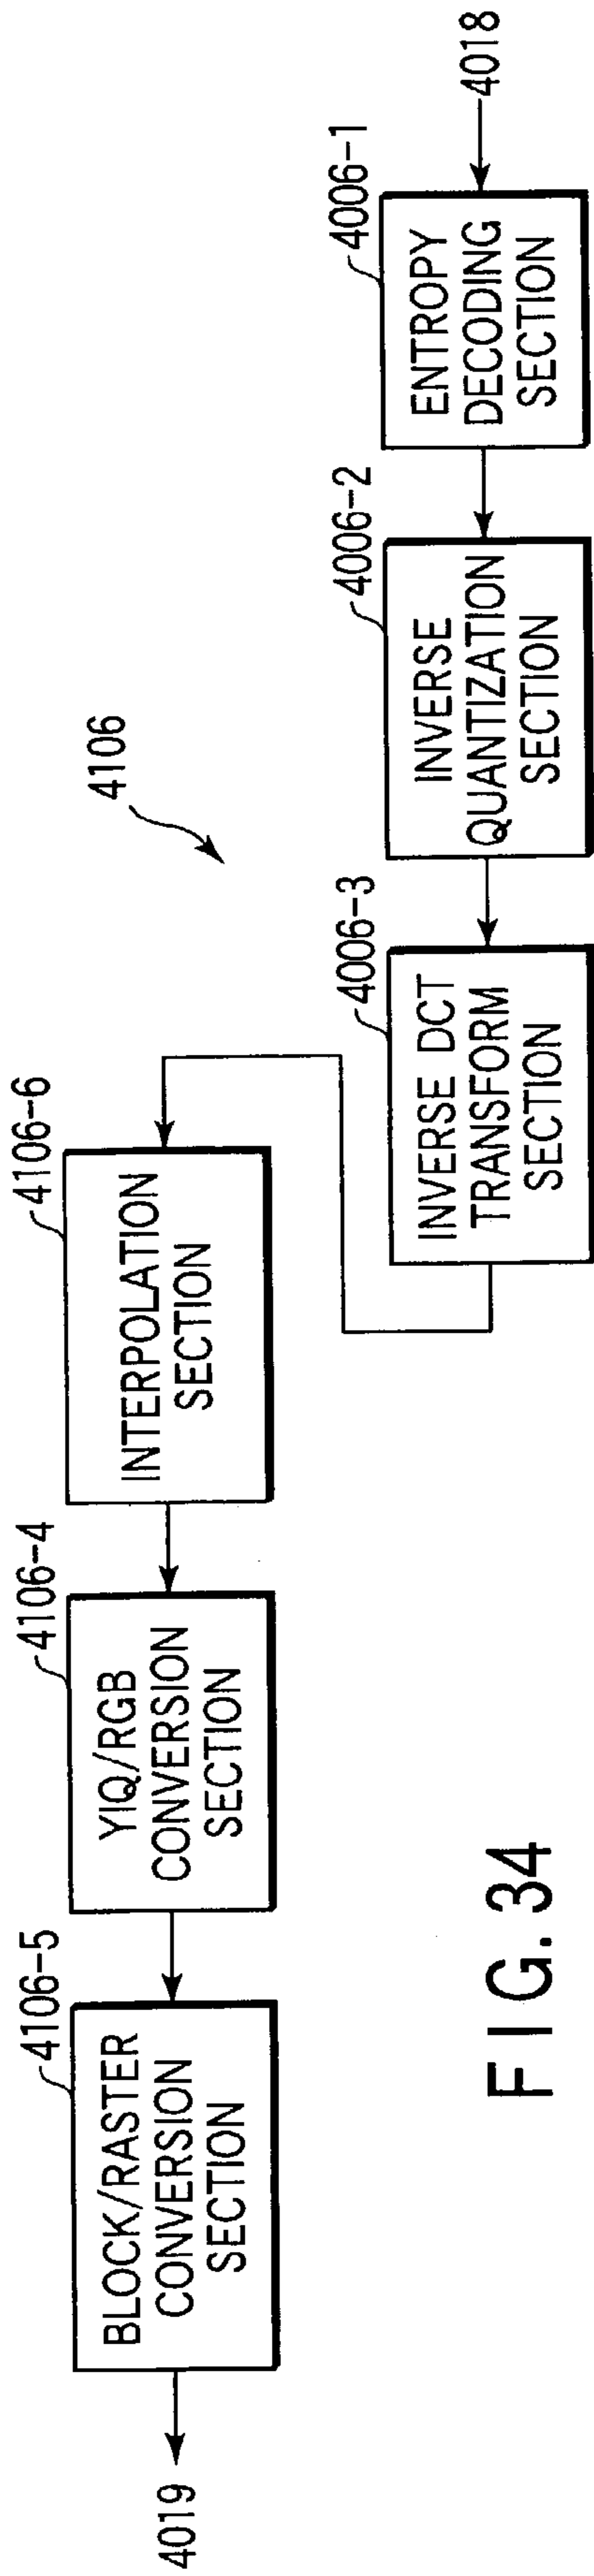 4018
4006-1
ENTROPY
DECODING
SECTION
4006-2
INVERSE
QUANTIZATION
SECTION
4006-3
INVERSE DCT
TRANSFORM
SECTION
4106
4106-6
INTERPOLATION
SECTION
4106-4
YIQ/RGB
CONVERSION
SECTION
4106-5
BLOCK/RASTER
CONVERSION
SECTION
4019
FIG. 34